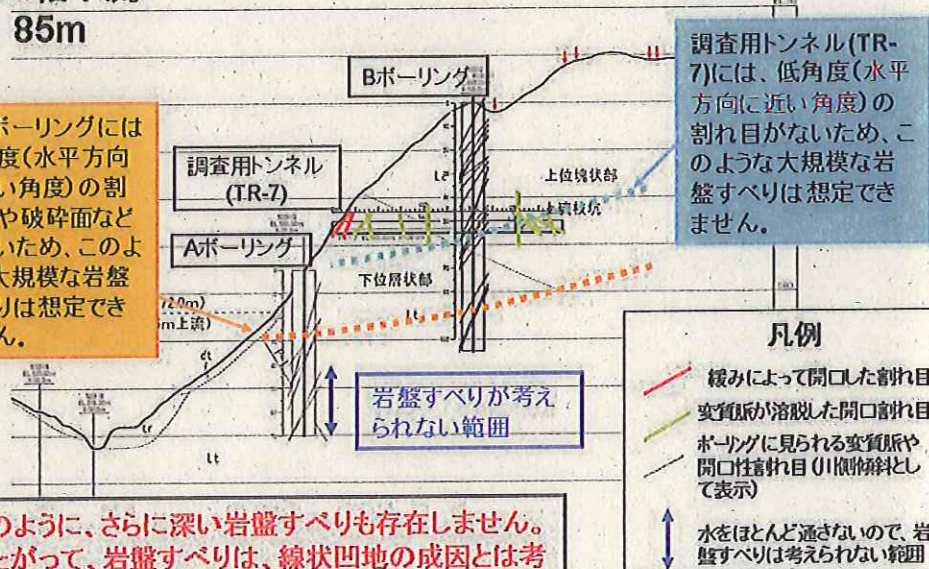 85m
Bボーリング
調査用トンネル(TR-
7)には、低角度(水平
方向に近い角度)の
割れ目がないため、こ
のような大規模な岩
盤すべりは想定でき
ません。
ボーリングには
度(水平方向
い角度)の割
や破砕面など
いため、このよ
大規模な岩盤
りは想定でき
ん。
調査用トンネル
(TR-7)
上位塊状部
上流枝坑
Aボーリング
下位層状部
m上流)
Lt
dt
Lt
岩盤すべりが考え
られない範囲
凡例
緩みによって開口した割れ目
変質脈が溶脱した開口割れ目
ボーリングに見られる変質脈や
開口性割れ目(川側傾斜とし
て表示)
水をほとんど通さないので、岩
盤すべりは考えられない範囲
のように、さらに深い岩盤すべりも存在しません。
たがって、岩盤すべりは、線状凹地の成因とは考